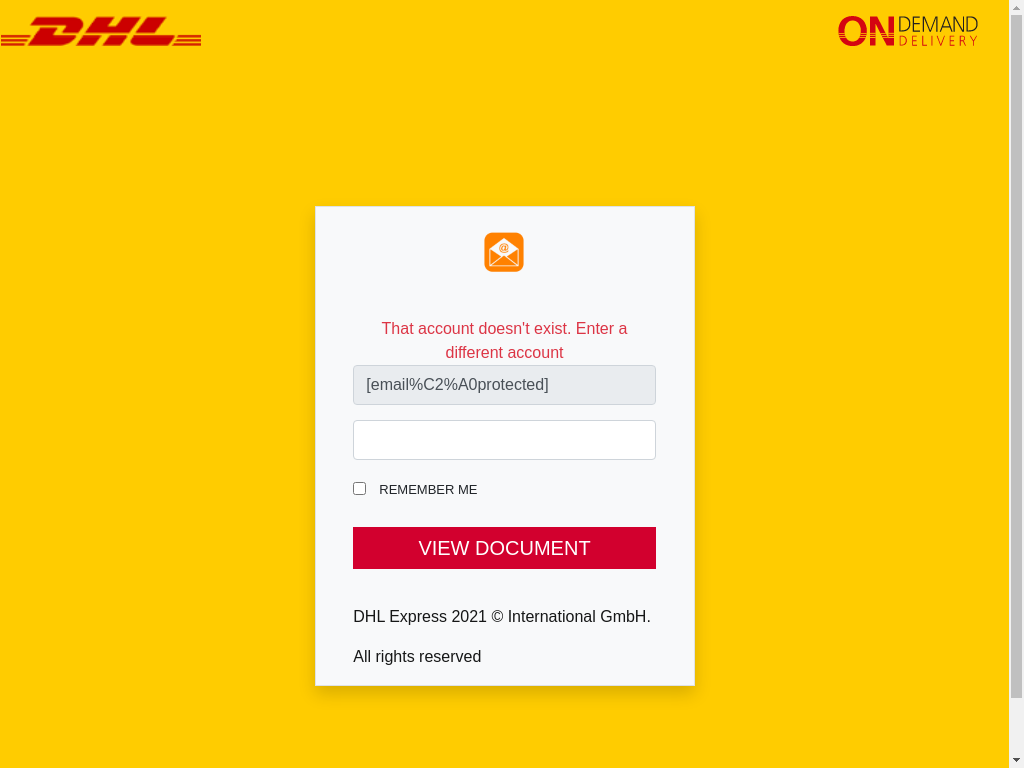 DHL
ON DEMAND
DELIVERY
@
That account doesn't exist. Enter a
different account
[email%C2%A0protected]
REMEMBER ME
VIEW DOCUMENT
DHL Express 2021 © International GmbH.
All rights reserved